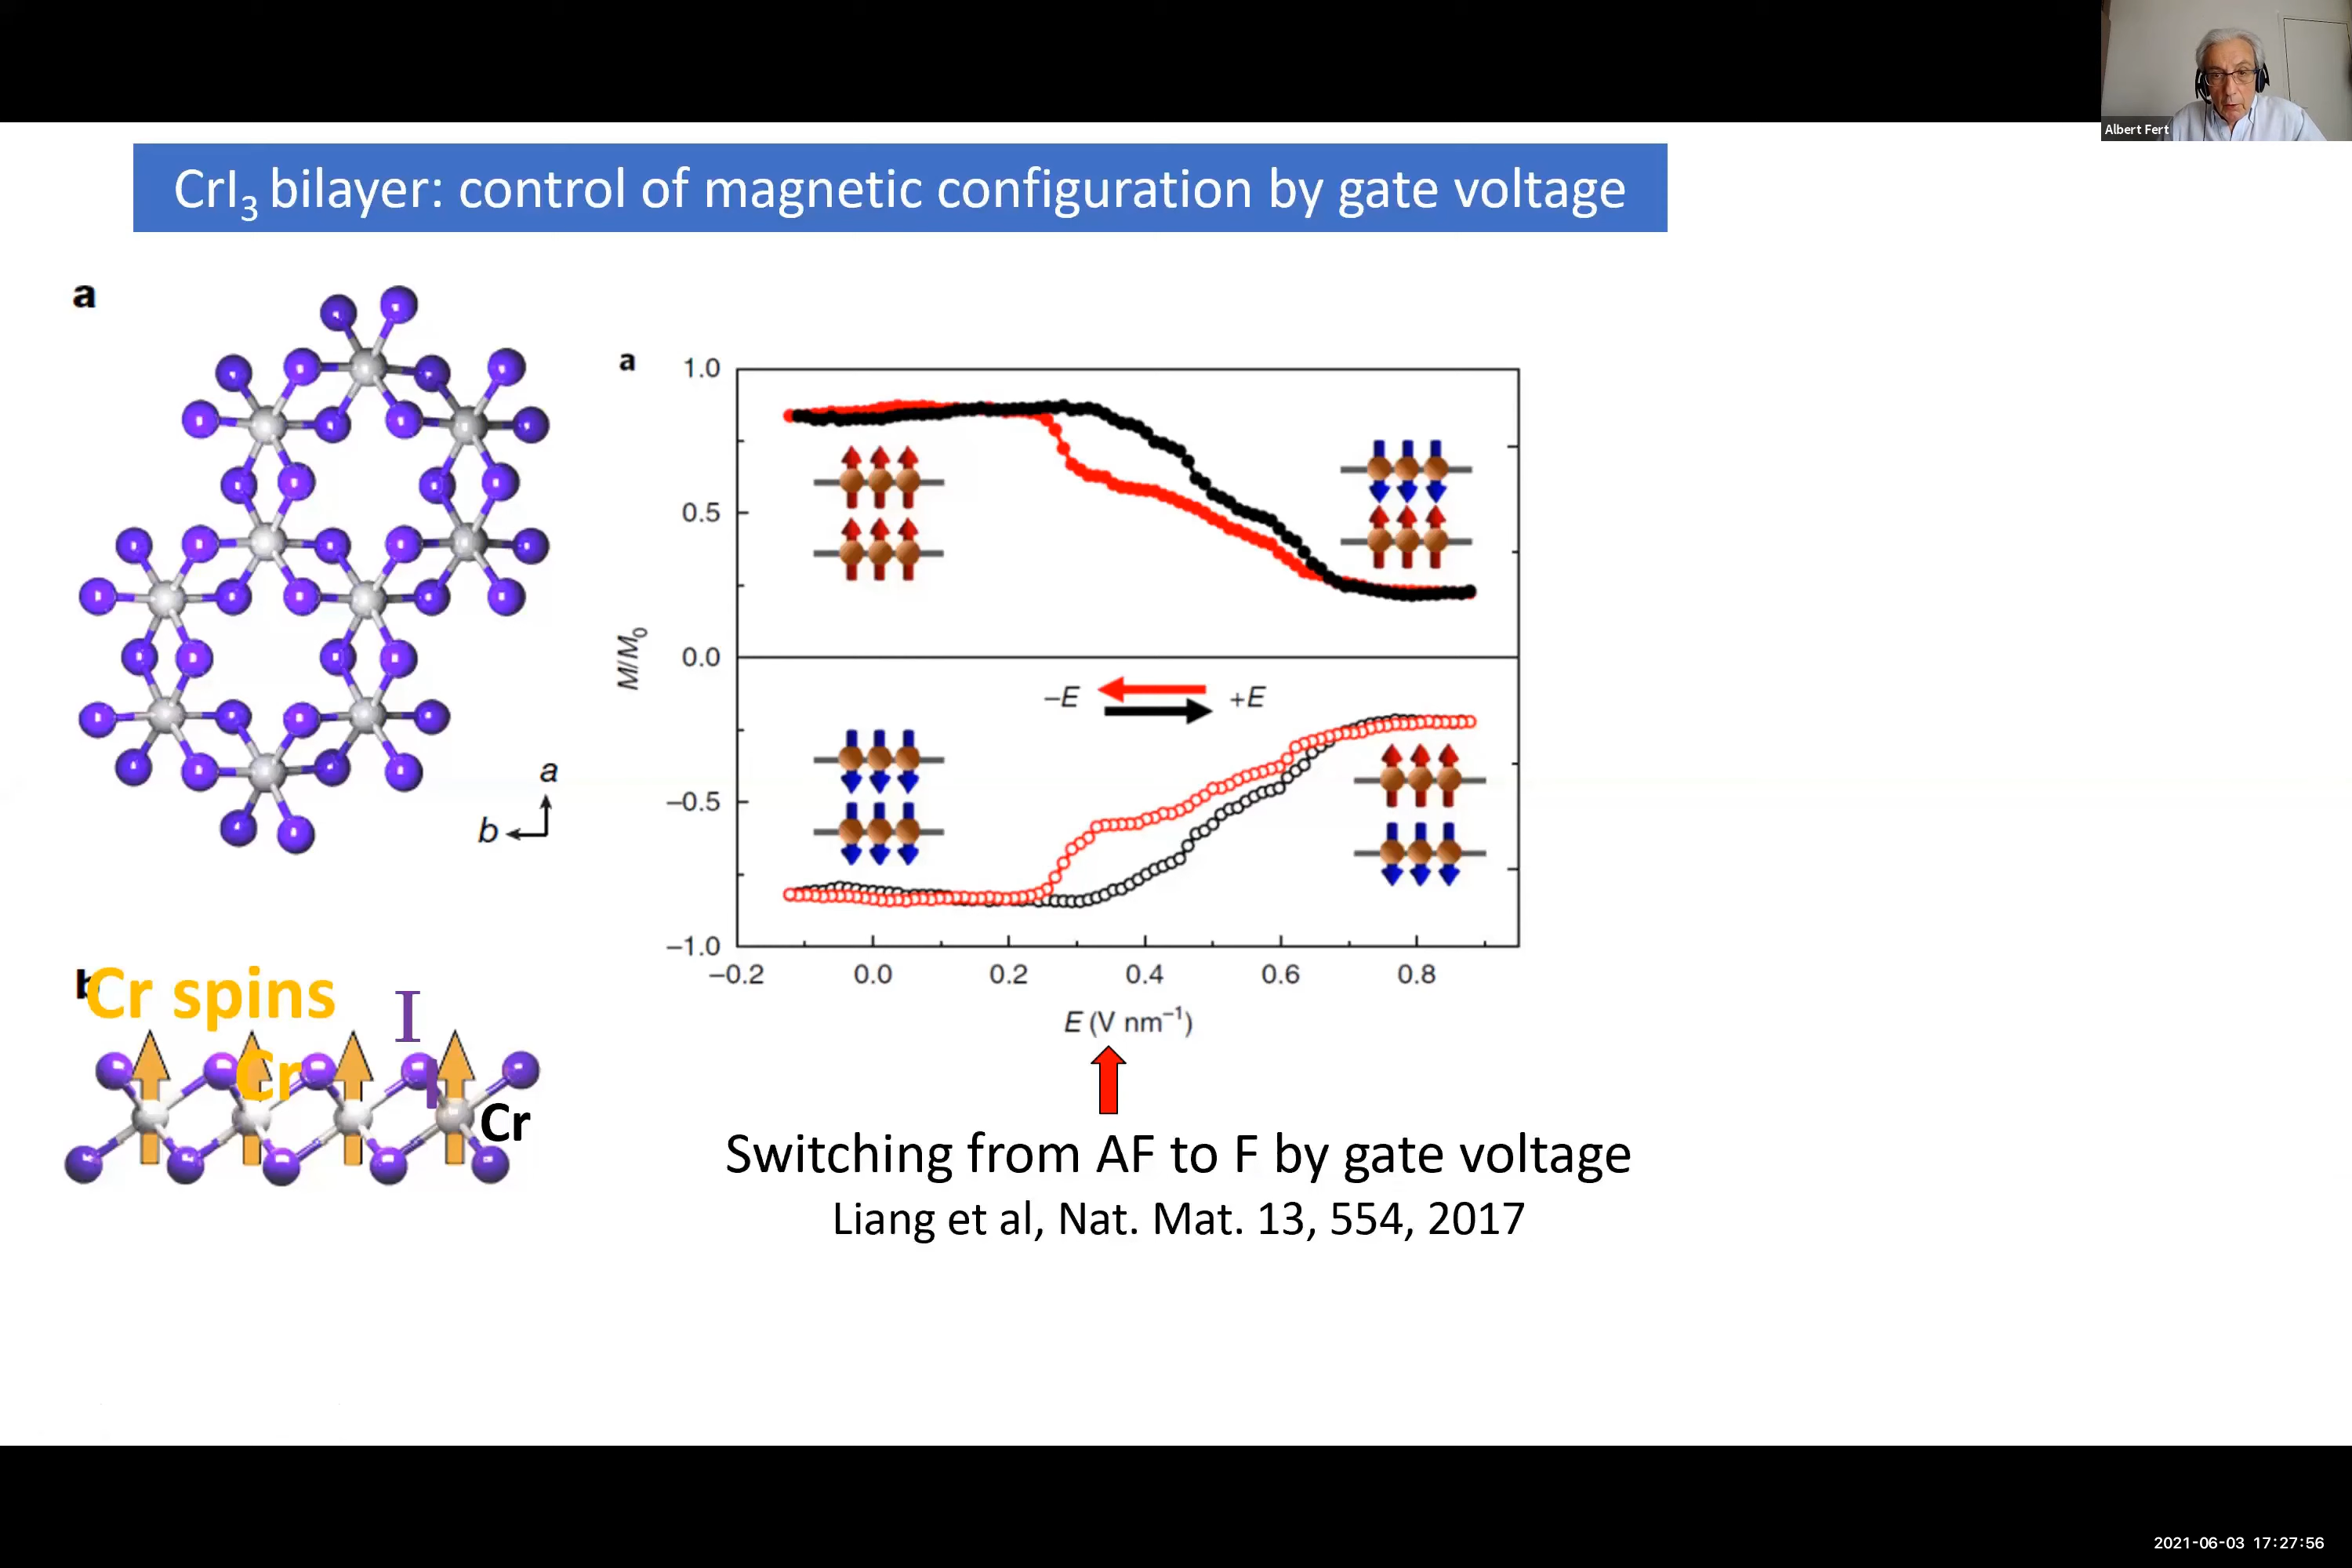 Albert Fert
CrI3 bilayer: control of magnetic configuration by gate voltage
a
a
b
a
1.0
0.5
0.0
−0.5
−1.0
M/M0
−E
+E
−0.2 0.0 0.2 0.4 0.6 0.8
E (V nm−1)
b
Cr spins
I
Cr
I
Cr
Switching from AF to F by gate voltage
Liang et al, Nat. Mat. 13, 554, 2017
2021-06-03 17:27:56